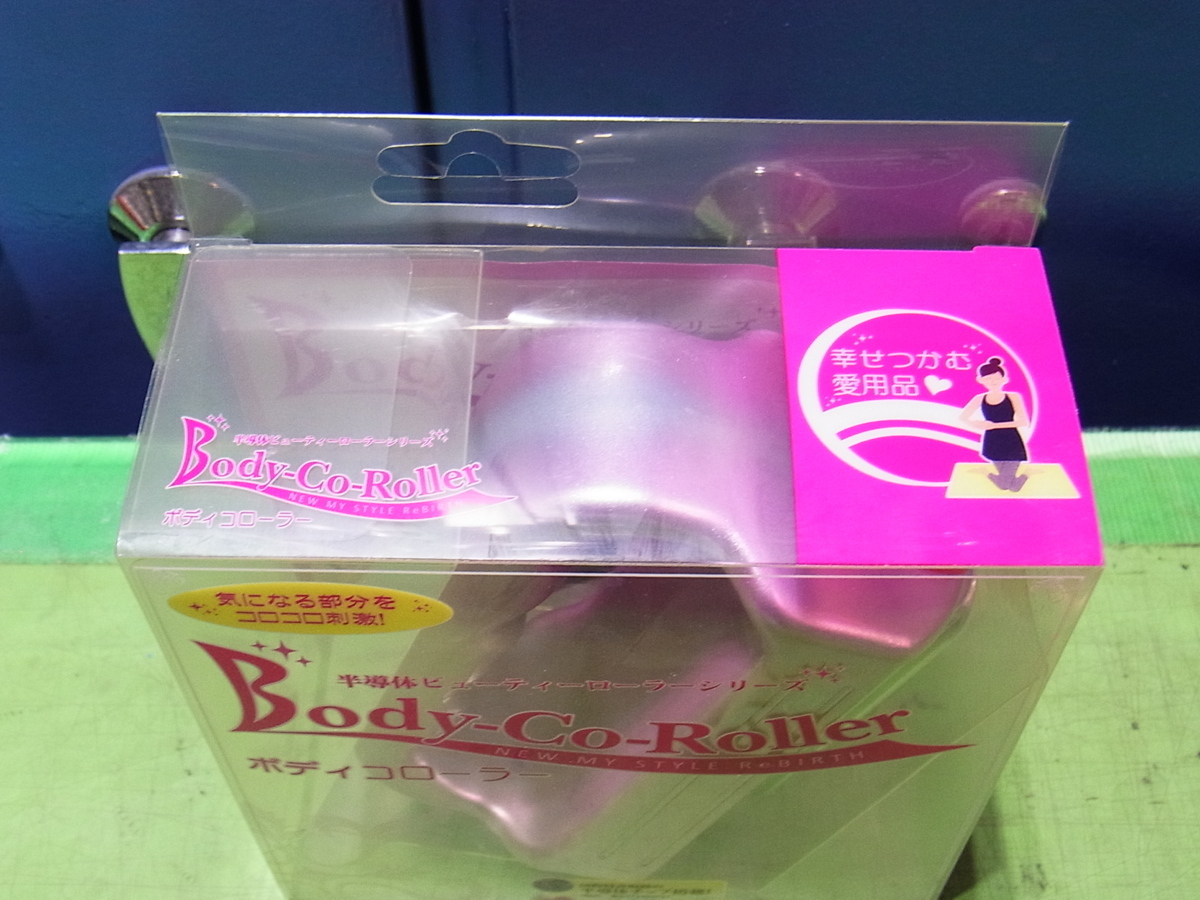 幸せつかむ
愛用品
半導体ビューティーローラーシリーズ
Body-Co-Roller
NEW MY STYLE ReBI
ボディコローラー
気になる部分を
コロコロ刺激!
半導体ビューティーローラーシリーズ
Body-Co-Roller
NEW MY STYLE ReBIRTH
ボディコローラー